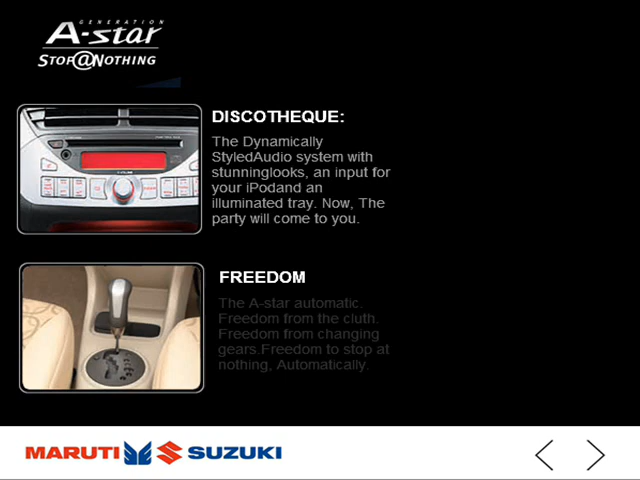 GENERATION
A-STAR
STOP@NOTHING
DISCOTHEQUE:
The Dynamically
StyledAudio system with
stunninglooks, an input for
your iPodand an
illuminated tray. Now, The
party will come to you.
FREEDOM
The A-star automatic.
Freedom from the cluth.
Freedom from changing
gears.Freedom to stop at
nothing, Automatically.
MARUTI SUZUKI